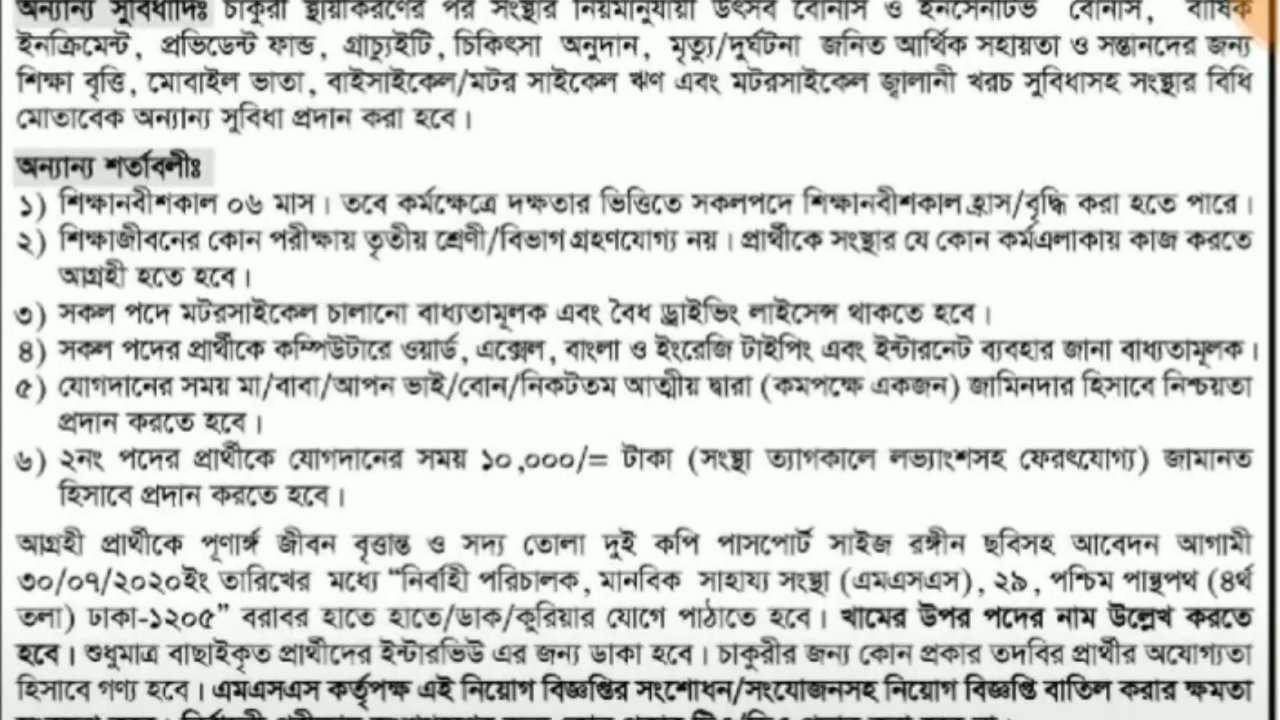 অন্যান্য সুবিধাদিঃ চাকুরী স্থায়ীকরণের পর সংস্থার নিয়মানুযায়ী উৎসব বোনাস ও ইনসেনটিভ বোনাস, বার্ষিক
ইনক্রিমেন্ট, প্রভিডেন্ট ফান্ড, গ্রাচ্যুইটি, চিকিৎসা অনুদান, মৃত্যু/দুর্ঘটনা জনিত আর্থিক সহায়তা ও সন্তানদের জন্য
শিক্ষা বৃত্তি, মোবাইল ভাতা, বাইসাইকেল/মটর সাইকেল ঋণ এবং মটরসাইকেল জ্বালানী খরচ সুবিধাসহ সংস্থার বিধি
মোতাবেক অন্যান্য সুবিধা প্রদান করা হবে।
অন্যান্য শর্তাবলীঃ
১) শিক্ষানবীশকাল ০৬ মাস। তবে কর্মক্ষেত্রে দক্ষতার ভিত্তিতে সকলপদে শিক্ষানবীশকাল হ্রাস/বৃদ্ধি করা হতে পারে।
২) শিক্ষাজীবনের কোন পরীক্ষায় তৃতীয় শ্রেণী/বিভাগ গ্রহণযোগ্য নয়। প্রার্থীকে সংস্থার যে কোন কর্মএলাকায় কাজ করতে
আগ্রহী হতে হবে।
৩) সকল পদে মটরসাইকেল চালানো বাধ্যতামূলক এবং বৈধ ড্রাইভিং লাইসেন্স থাকতে হবে।
৪) সকল পদের প্রার্থীকে কম্পিউটারে ওয়ার্ড, এক্সেল, বাংলা ও ইংরেজি টাইপিং এবং ইন্টারনেট ব্যবহার জানা বাধ্যতামূলক।
৫) যোগদানের সময় মা/বাবা/আপন ভাই/বোন/নিকটতম আত্মীয় দ্বারা (কমপক্ষে একজন) জামিনদার হিসাবে নিশ্চয়তা
প্রদান করতে হবে।
৬) ২নং পদের প্রার্থীকে যোগদানের সময় ১০,০০০/= টাকা (সংস্থা ত্যাগকালে লভ্যাংশসহ ফেরৎযোগ্য) জামানত
হিসাবে প্রদান করতে হবে।
আগ্রহী প্রার্থীকে পূণার্ঙ্গ জীবন বৃত্তান্ত ও সদ্য তোলা দুই কপি পাসপোর্ট সাইজ রঙ্গীন ছবিসহ আবেদন আগামী
৩০/০৭/২০২০ইং তারিখের মধ্যে “নির্বাহী পরিচালক, মানবিক সাহায্য সংস্থা (এমএসএস), ২৯, পশ্চিম পান্থপথ (৪র্থ
তলা) ঢাকা-১২০৫” বরাবর হাতে হাতে/ডাক/কুরিয়ার যোগে পাঠাতে হবে। খামের উপর পদের নাম উল্লেখ করতে
হবে। শুধুমাত্র বাছাইকৃত প্রার্থীদের ইন্টারভিউ এর জন্য ডাকা হবে। চাকুরীর জন্য কোন প্রকার তদবির প্রার্থীর অযোগ্যতা
হিসাবে গণ্য হবে। এমএসএস কর্তৃপক্ষ এই নিয়োগ বিজ্ঞপ্তির সংশোধন/সংযোজনসহ নিয়োগ বিজ্ঞপ্তি বাতিল করার ক্ষমতা